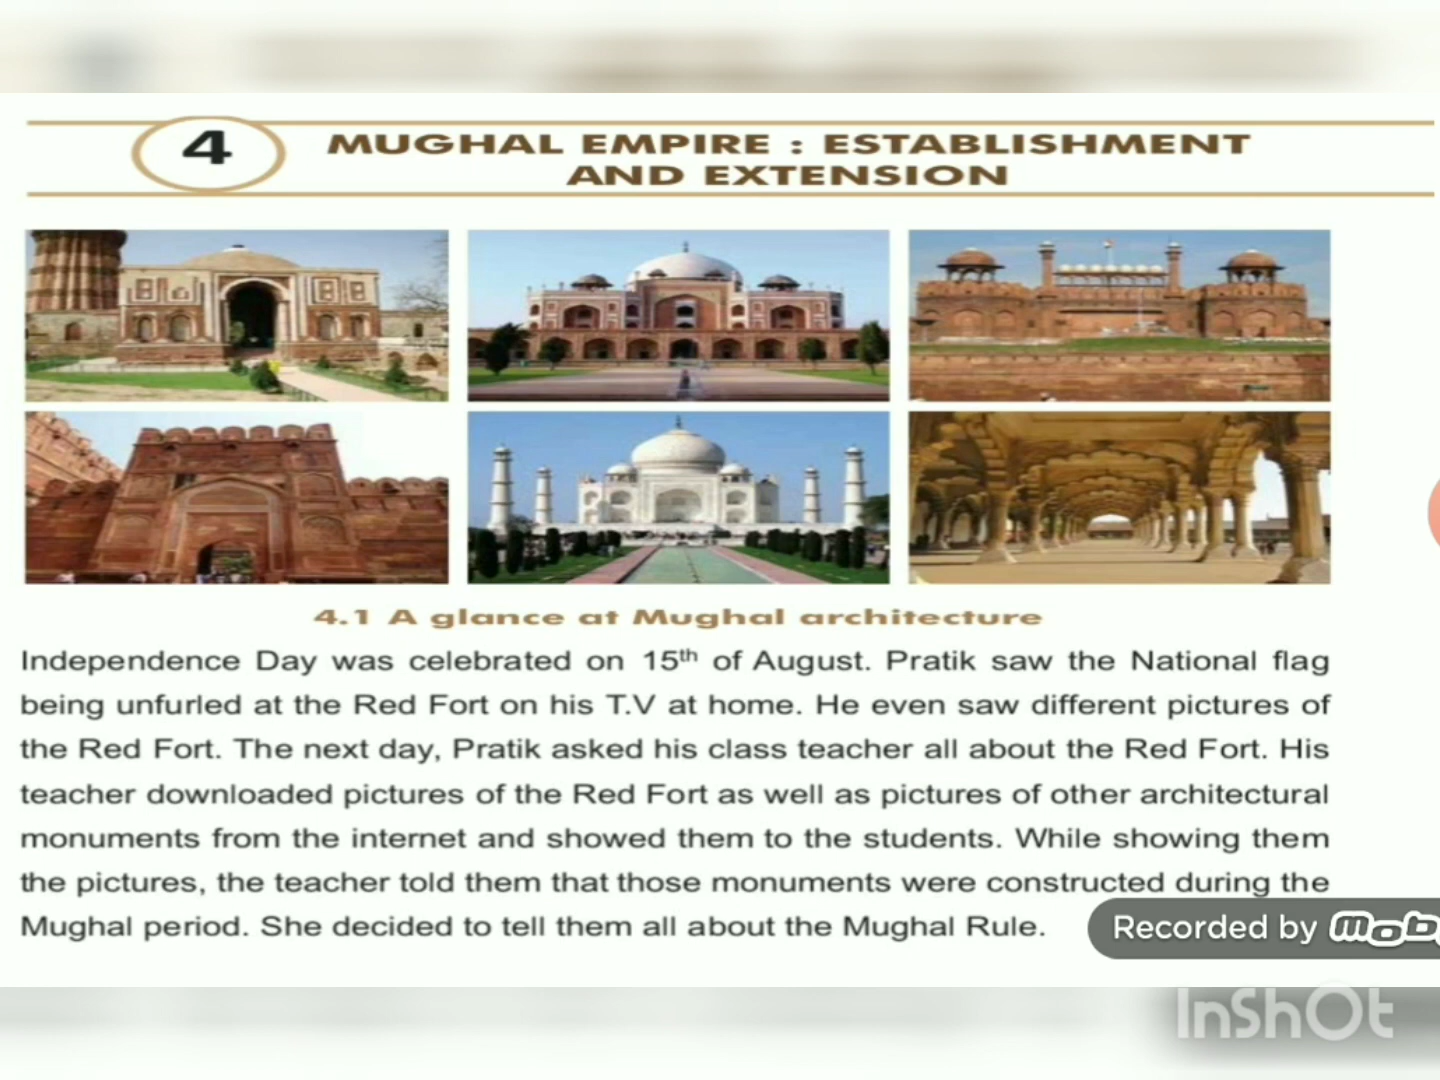 4
MUGHAL EMPIRE : ESTABLISHMENT
AND EXTENSION
4.1 A glance at Mughal architecture
Independence Day was celebrated on 15th of August. Pratik saw the National flag
being unfurled at the Red Fort on his T.V at home. He even saw different pictures of
the Red Fort. The next day, Pratik asked his class teacher all about the Red Fort. His
teacher downloaded pictures of the Red Fort as well as pictures of other architectural
monuments from the internet and showed them to the students. While showing them
the pictures, the teacher told them that those monuments were constructed during the
Mughal period. She decided to tell them all about the Mughal Rule.
Recorded by
InShOt